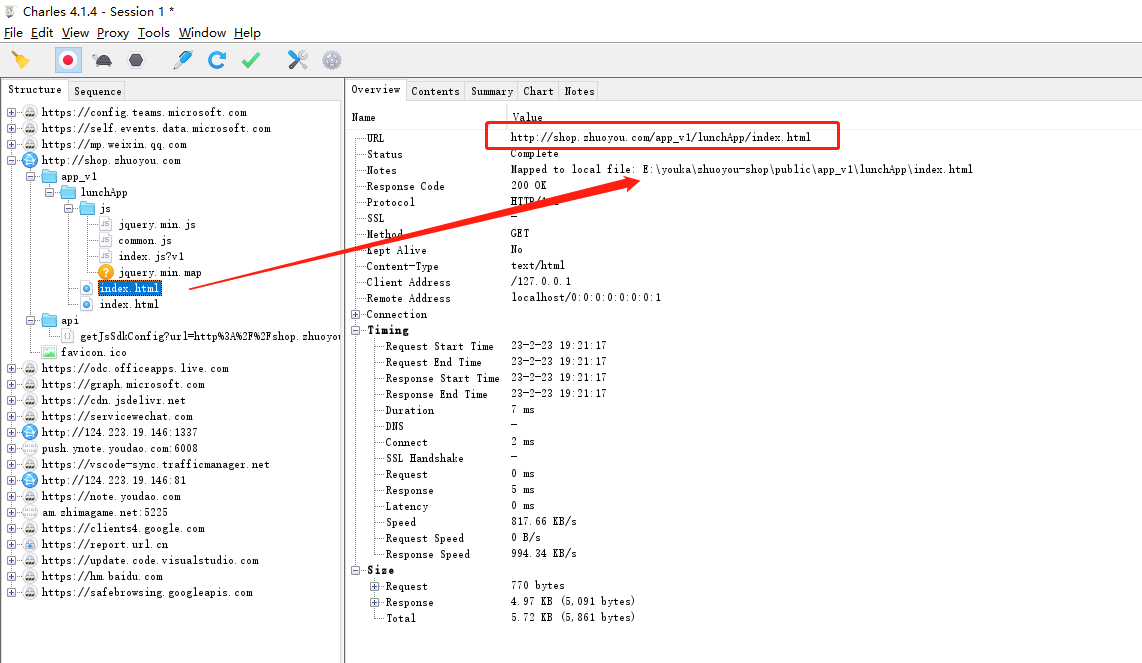 Charles 4.1.4 - Session 1 *
File Edit View Proxy Tools Window Help
Structure Sequence
https://config.teams.microsoft.com
https://self.events.data.microsoft.com
https://mp.weixin.qq.com
http://shop.zhuoyou.com
app_v1
lunchApp
js
jquery.min.js
common.js
index.js?v1
jquery.min.map
index.html
index.html
api
getJsSdkConfig?url=http%3A%2F%2Fshop.zhuoyou
favicon.ico
https://odc.officeapps.live.com
https://graph.microsoft.com
https://cdn.jsdelivr.net
https://servicewechat.com
http://124.223.19.146:1337
push.ynote.youdao.com:6008
https://vscode-sync.trafficmanager.net
http://124.223.19.146:81
https://note.youdao.com
am.zhimagame.net:5225
https://clients4.google.com
https://report.url.cn
https://update.code.visualstudio.com
https://hm.baidu.com
https://safebrowsing.googleapis.com
Overview Contents Summary Chart Notes
Name Value
URL http://shop.zhuoyou.com/app_v1/lunchApp/index.html
Status Complete
Notes Mapped to local file: E:\youka\zhuoyou-shop\public\app_v1\lunchApp\index.html
Response Code 200 OK
Protocol
SSL –
Method GET
Kept Alive No
Content-Type text/html
Client Address /127.0.0.1
Remote Address localhost/0:0:0:0:0:0:0:1
Connection
Timing
Request Start Time 23-2-23 19:21:17
Request End Time 23-2-23 19:21:17
Response Start Time 23-2-23 19:21:17
Response End Time 23-2-23 19:21:17
Duration 7 ms
DNS –
Connect 2 ms
SSL Handshake –
Request 0 ms
Response 5 ms
Latency 0 ms
Speed 817.66 KB/s
Request Speed 0 B/s
Response Speed 994.34 KB/s
Size
Request 770 bytes
Response 4.97 KB (5,091 bytes)
Total 5.72 KB (5,861 bytes)